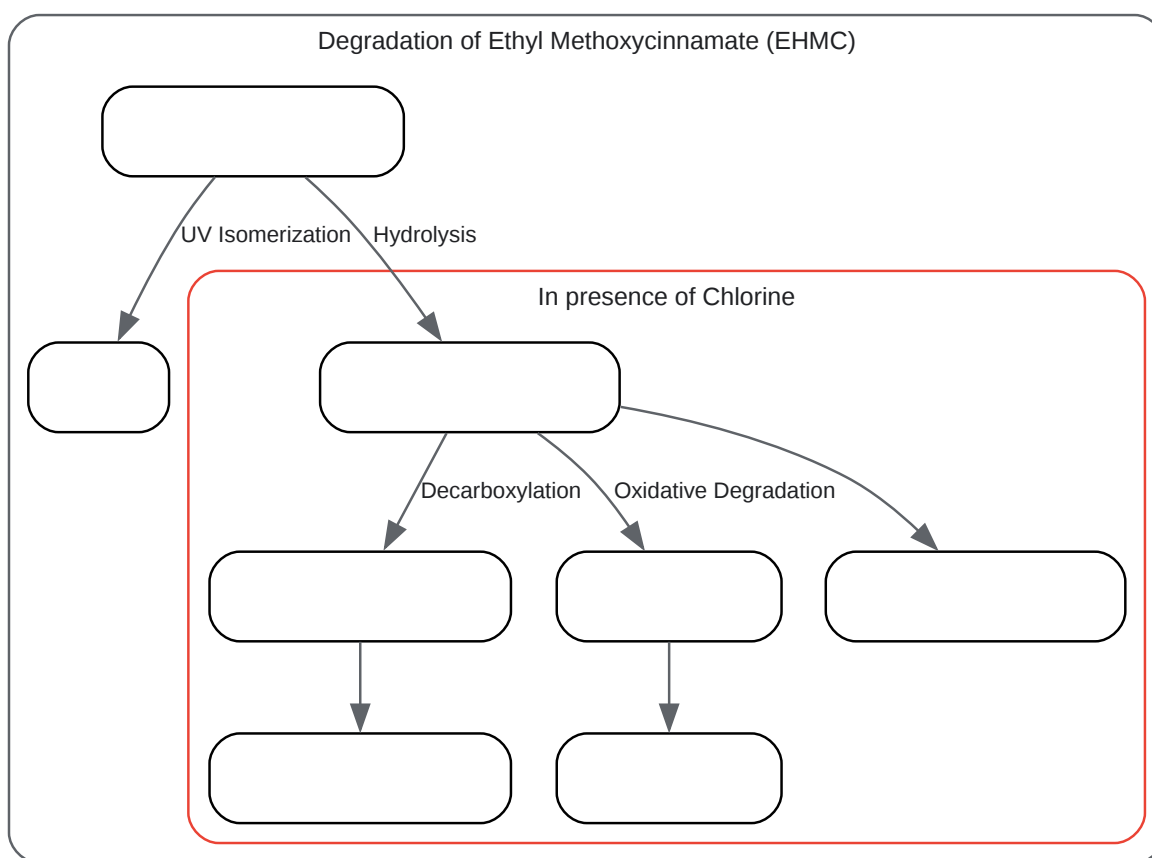 Degradation of Ethyl Methoxycinnamate (EHMC)
UV Isomerization
Hydrolysis
In presence of Chlorine
Decarboxylation
Oxidative Degradation